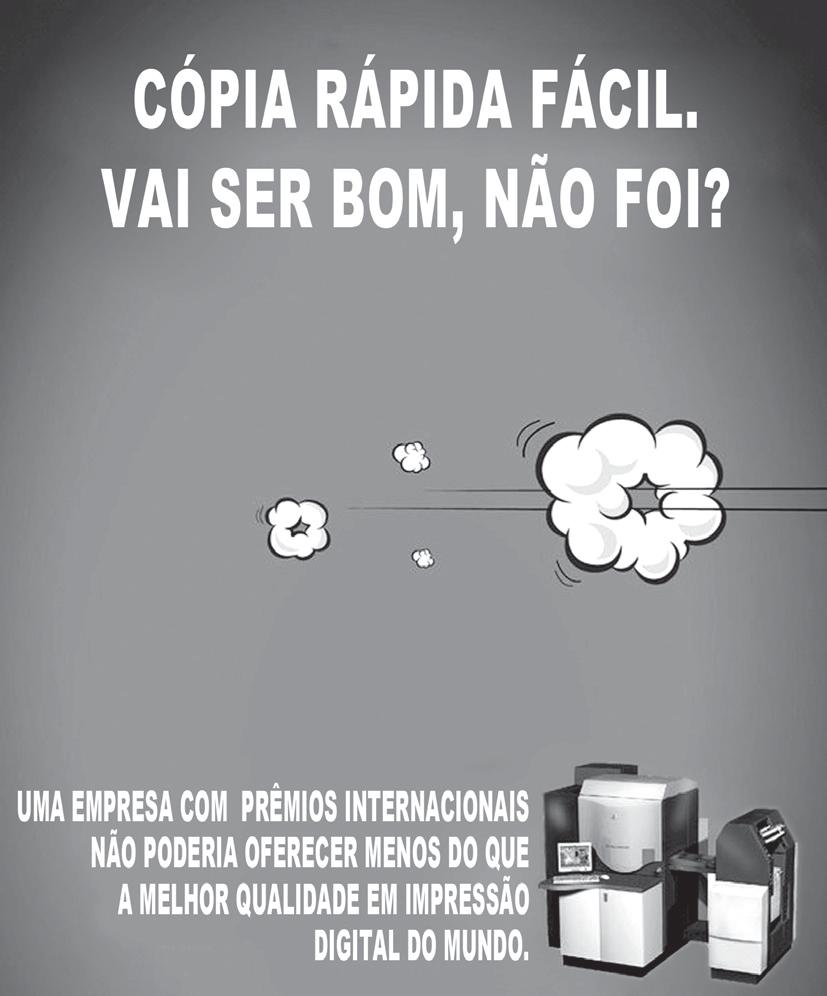 CÓPIA RÁPIDA FÁCIL.
VAI SER BOM, NÃO FOI?
UMA EMPRESA COM PRÊMIOS INTERNACIONAIS
NÃO PODERIA OFERECER MENOS DO QUE
A MELHOR QUALIDADE EM IMPRESSÃO
DIGITAL DO MUNDO.